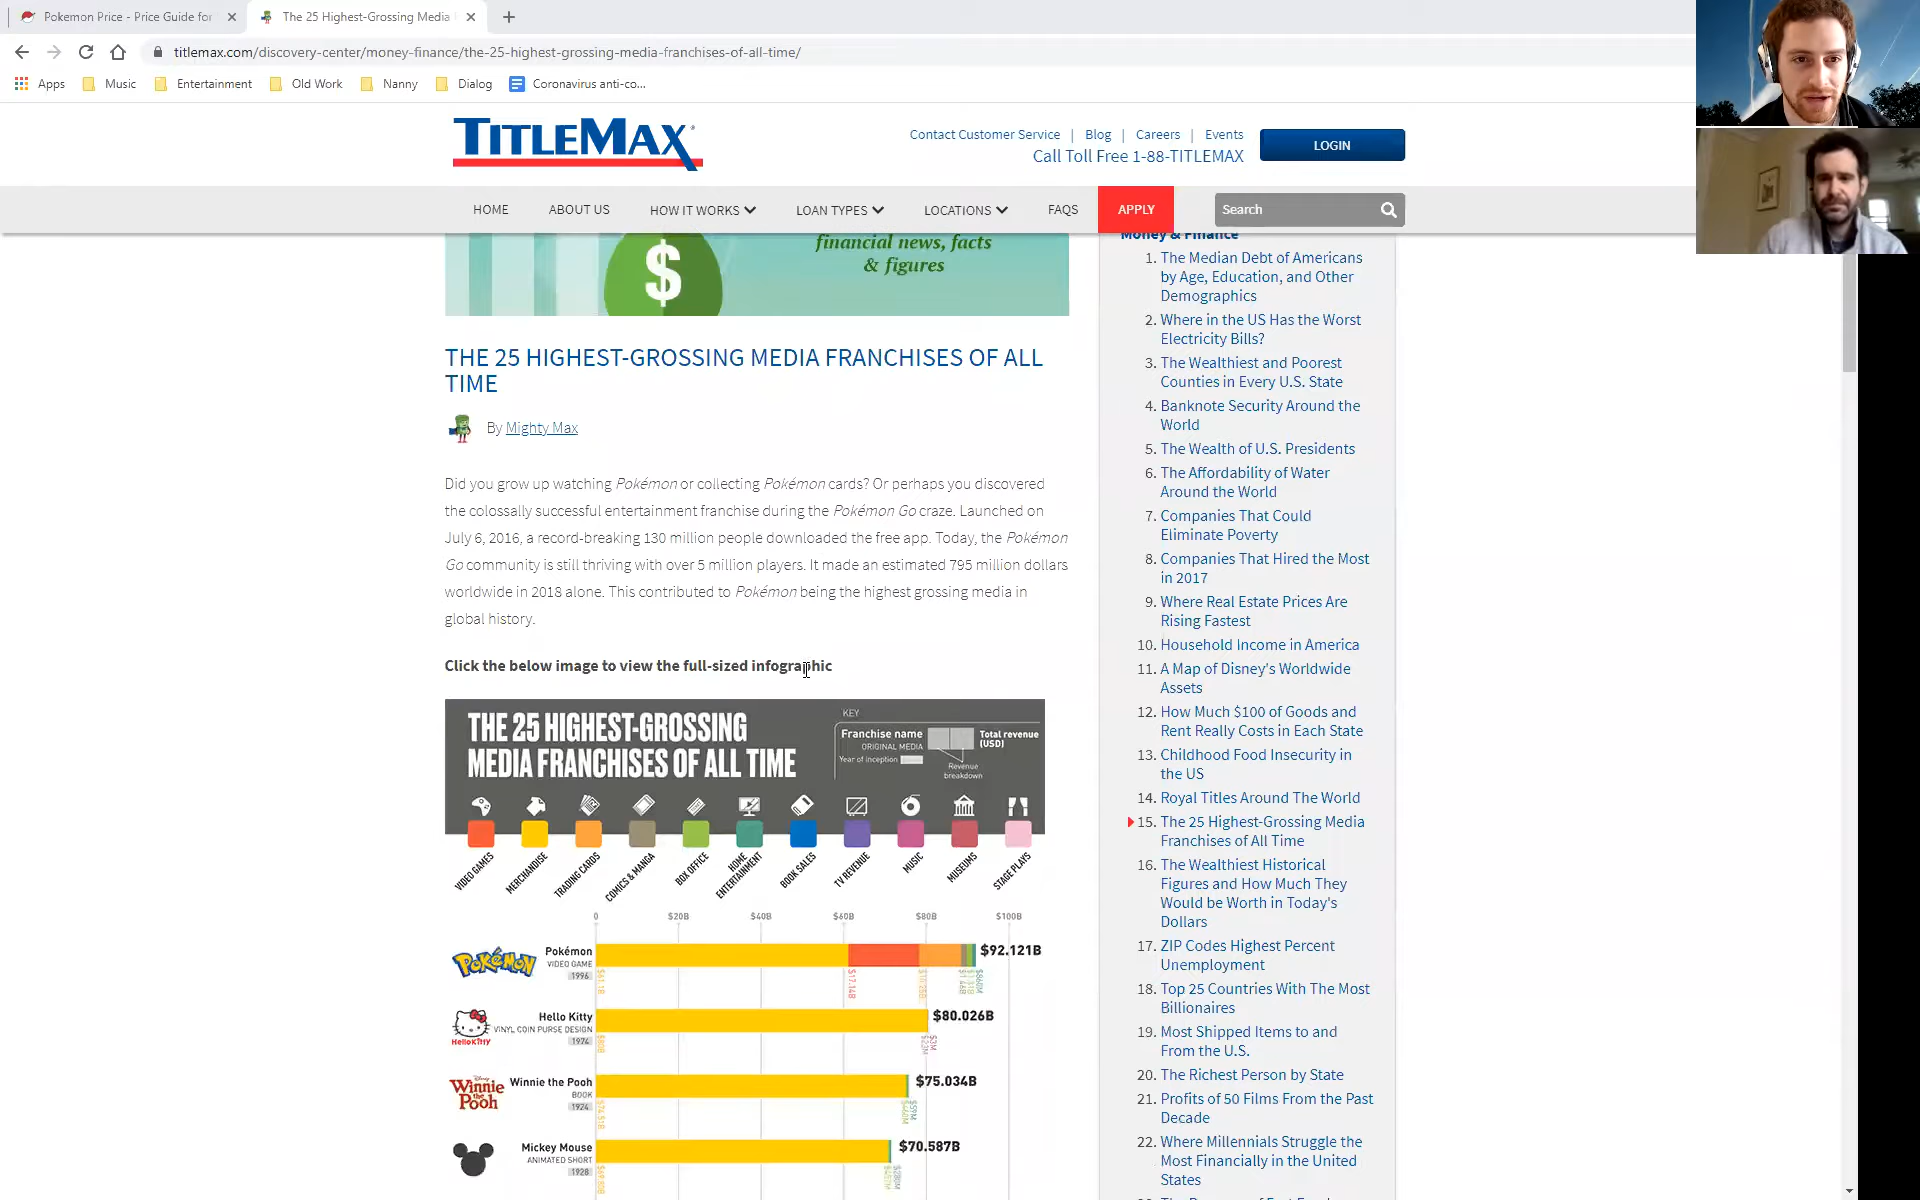 Pokemon Price - Price Guide for
The 25 Highest-Grossing Media
titlemax.com/discovery-center/money-finance/the-25-highest-grossing-media-franchises-of-all-time/
Apps
Music
Entertainment
Old Work
Nanny
Dialog
Coronavirus anti-co...
TITLEMAX
Contact Customer Service | Blog | Careers | Events
Call Toll Free 1-88-TITLEMAX
LOGIN
HOME
ABOUT US
HOW IT WORKS
LOAN TYPES
LOCATIONS
FAQS
APPLY
Search
financial news, facts
& figures
$
THE 25 HIGHEST-GROSSING MEDIA FRANCHISES OF ALL
TIME
By Mighty Max
Did you grow up watching Pokémon or collecting Pokémon cards? Or perhaps you discovered
the colossally successful entertainment franchise during the Pokémon Go craze. Launched on
July 6, 2016, a record-breaking 130 million people downloaded the free app. Today, the Pokémon
Go community is still thriving with over 5 million players. It made an estimated 795 million dollars
worldwide in 2018 alone. This contributed to Pokémon being the highest grossing media in
global history.
Click the below image to view the full-sized infographic
THE 25 HIGHEST-GROSSING
MEDIA FRANCHISES OF ALL TIME
KEY
Franchise name
ORIGINAL MEDIA
Year of inception
Total revenue
(USD)
Revenue
breakdown
VIDEO GAMES
MERCHANDISE
TRADING CARDS
COMICS & MANGA
BOX OFFICE
HOME
ENTERTAINMENT
BOOK SALES
TV REVENUE
MUSIC
MUSEUMS
STAGE PLAYS
0
$20B
$40B
$60B
$80B
$100B
POKéMON
Pokémon
VIDEO GAME
1996
$92.121B
$61.1B
$17.14B
$10.25B
$860M
Hello Kitty
Hello Kitty
VINYL COIN PURSE DESIGN
1974
$80.026B
$80B
$23M
$3M
Disney
Winnie
the
Pooh
Winnie the Pooh
BOOK
1924
$75.034B
$74.51B
$59M
Mickey Mouse
ANIMATED SHORT
1928
$70.587B
Money & Finance
1. The Median Debt of Americans
by Age, Education, and Other
Demographics
2. Where in the US Has the Worst
Electricity Bills?
3. The Wealthiest and Poorest
Counties in Every U.S. State
4. Banknote Security Around the
World
5. The Wealth of U.S. Presidents
6. The Affordability of Water
Around the World
7. Companies That Could
Eliminate Poverty
8. Companies That Hired the Most
in 2017
9. Where Real Estate Prices Are
Rising Fastest
10. Household Income in America
11. A Map of Disney's Worldwide
Assets
12. How Much $100 of Goods and
Rent Really Costs in Each State
13. Childhood Food Insecurity in
the US
14. Royal Titles Around The World
15. The 25 Highest-Grossing Media
Franchises of All Time
16. The Wealthiest Historical
Figures and How Much They
Would be Worth in Today's
Dollars
17. ZIP Codes Highest Percent
Unemployment
18. Top 25 Countries With The Most
Billionaires
19. Most Shipped Items to and
From the U.S.
20. The Richest Person by State
21. Profits of 50 Films From the Past
Decade
22. Where Millennials Struggle the
Most Financially in the United
States